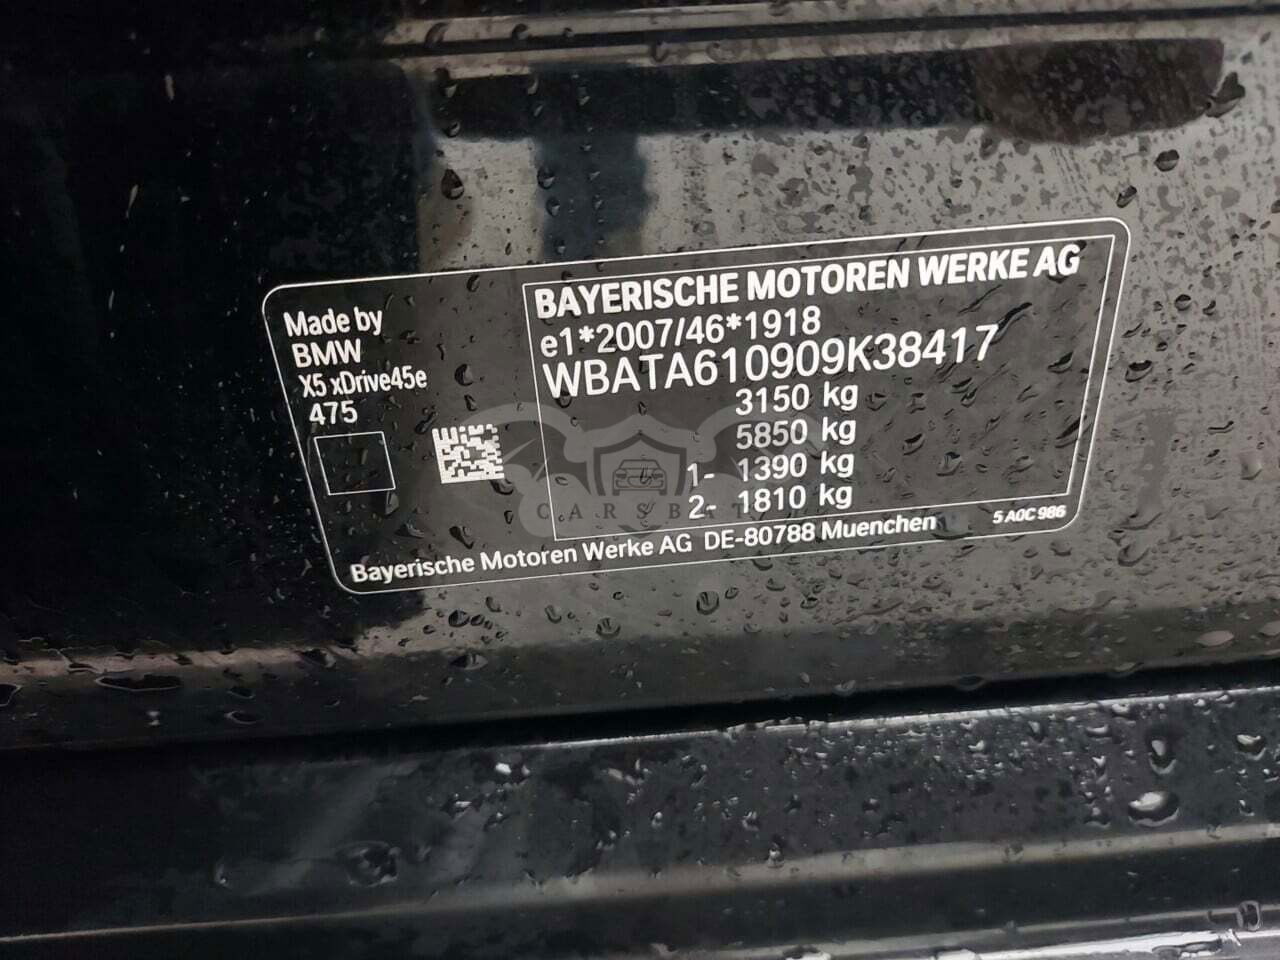 Made by
BMW
X5 xDrive45e
475
BAYERISCHE MOTOREN WERKE AG
e1*2007/46*1918
WBATA610909K38417
3150 kg
5850 kg
1- 1390 kg
2- 1810 kg
Bayerische Motoren Werke AG DE-80788 Muenchen
5 A0C 986